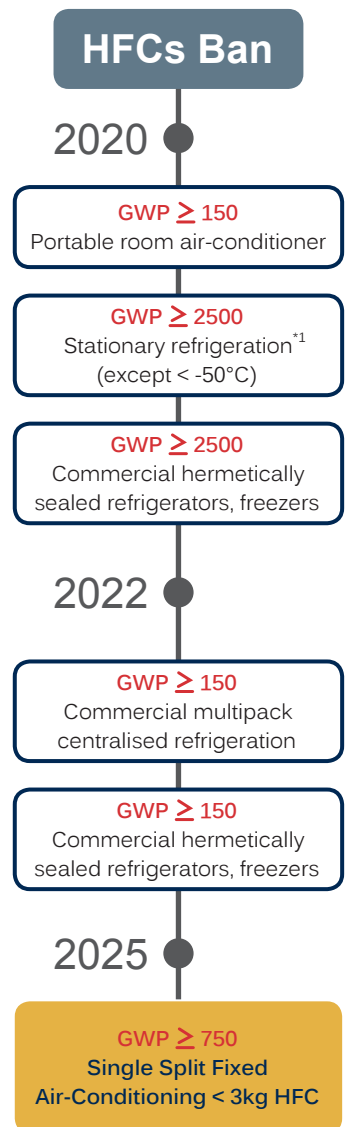 HFCs Ban
2020
GWP ≥ 150
Portable room air-conditioner
GWP ≥ 2500
Stationary refrigeration*1
(except < -50°C)
GWP ≥ 2500
Commercial hermetically
sealed refrigerators, freezers
2022
GWP ≥ 150
Commercial multipack
centralised refrigeration
GWP ≥ 150
Commercial hermetically
sealed refrigerators, freezers
2025
GWP ≥ 750
Single Split Fixed
Air-Conditioning < 3kg HFC